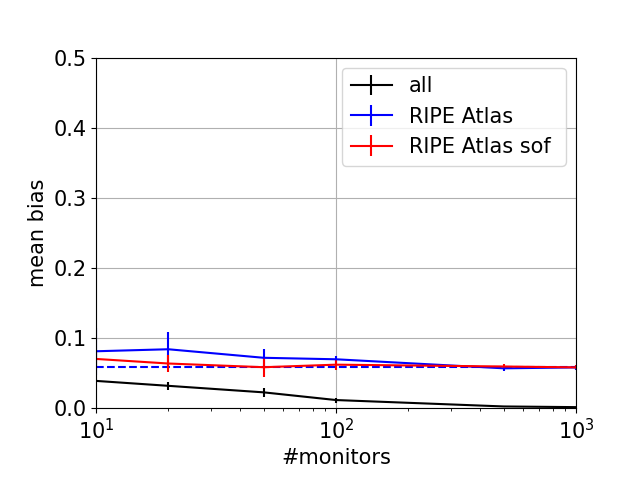 0.5
0.4
0.3
0.2
0.1
0.0
mean bias
all
RIPE Atlas
RIPE Atlas sof
10¹
10²
10³
#monitors